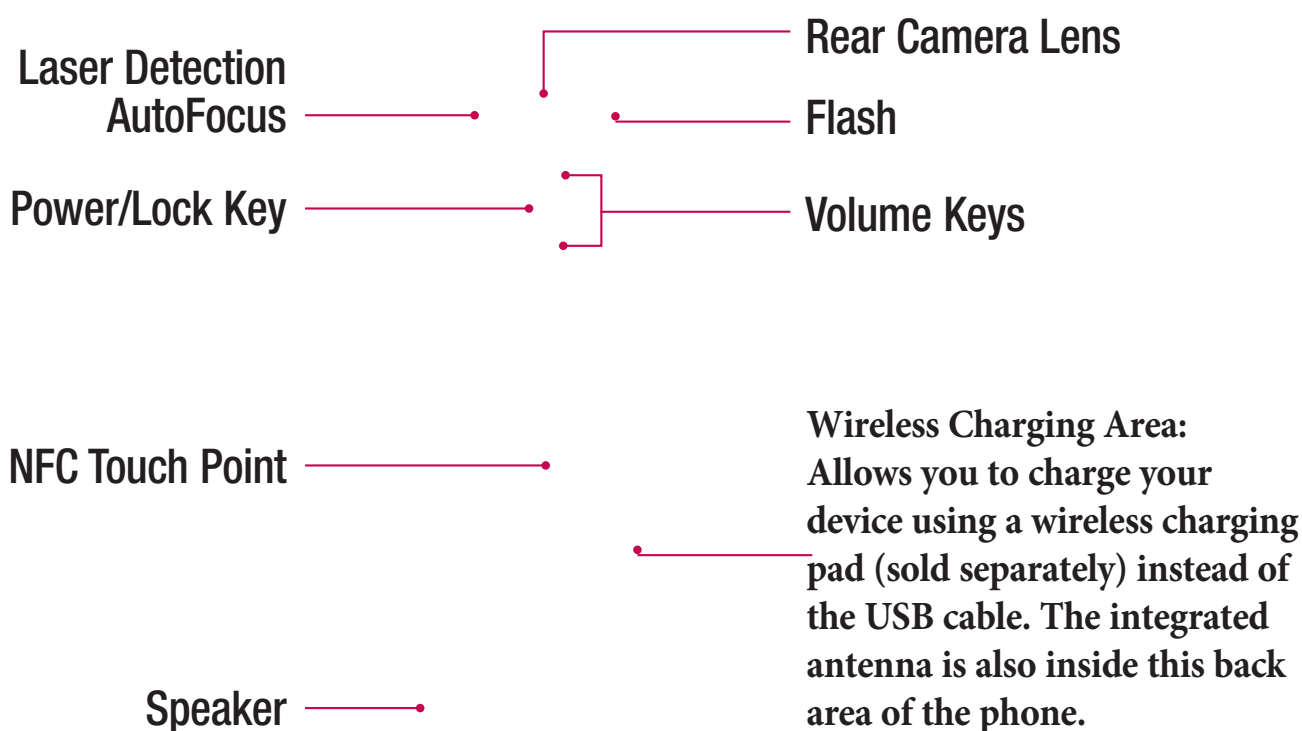 Laser Detection
AutoFocus
Power/Lock Key
NFC Touch Point
Speaker
Rear Camera Lens
Flash
Volume Keys
Wireless Charging Area:
Allows you to charge your
device using a wireless charging
pad (sold separately) instead of
the USB cable. The integrated
antenna is also inside this back
area of the phone.